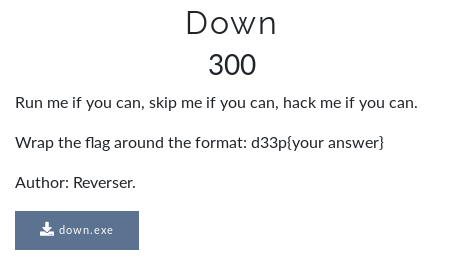 Down
300
Run me if you can, skip me if you can, hack me if you can.
Wrap the flag around the format: d33p{your answer}
Author: Reverser.
down.exe